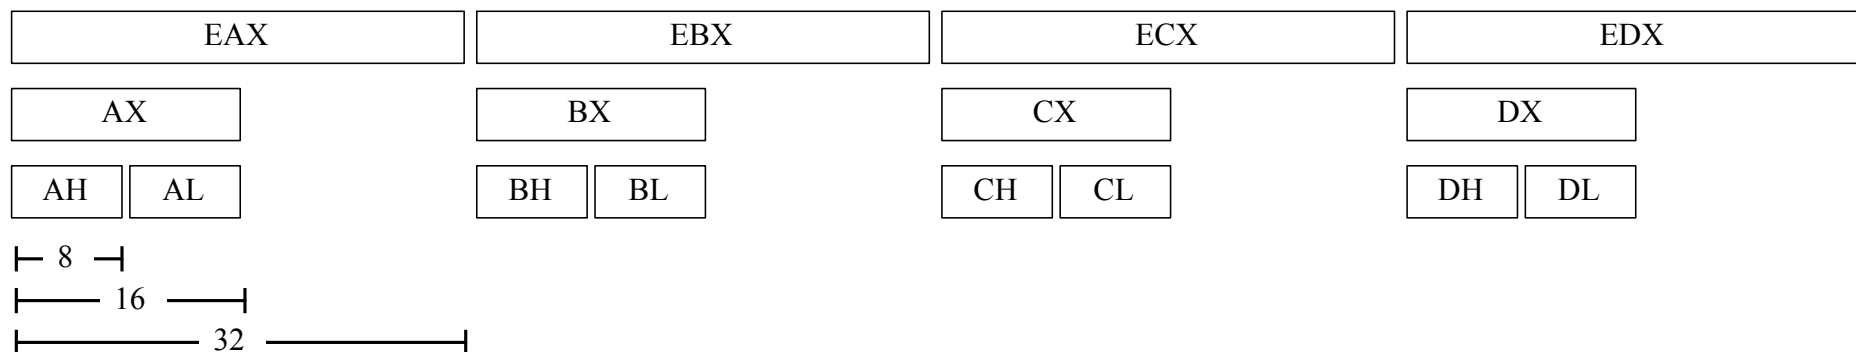 EAX EBX ECX EDX
AX BX CX DX
AH AL BH BL CH CL DH DL
8
16
32